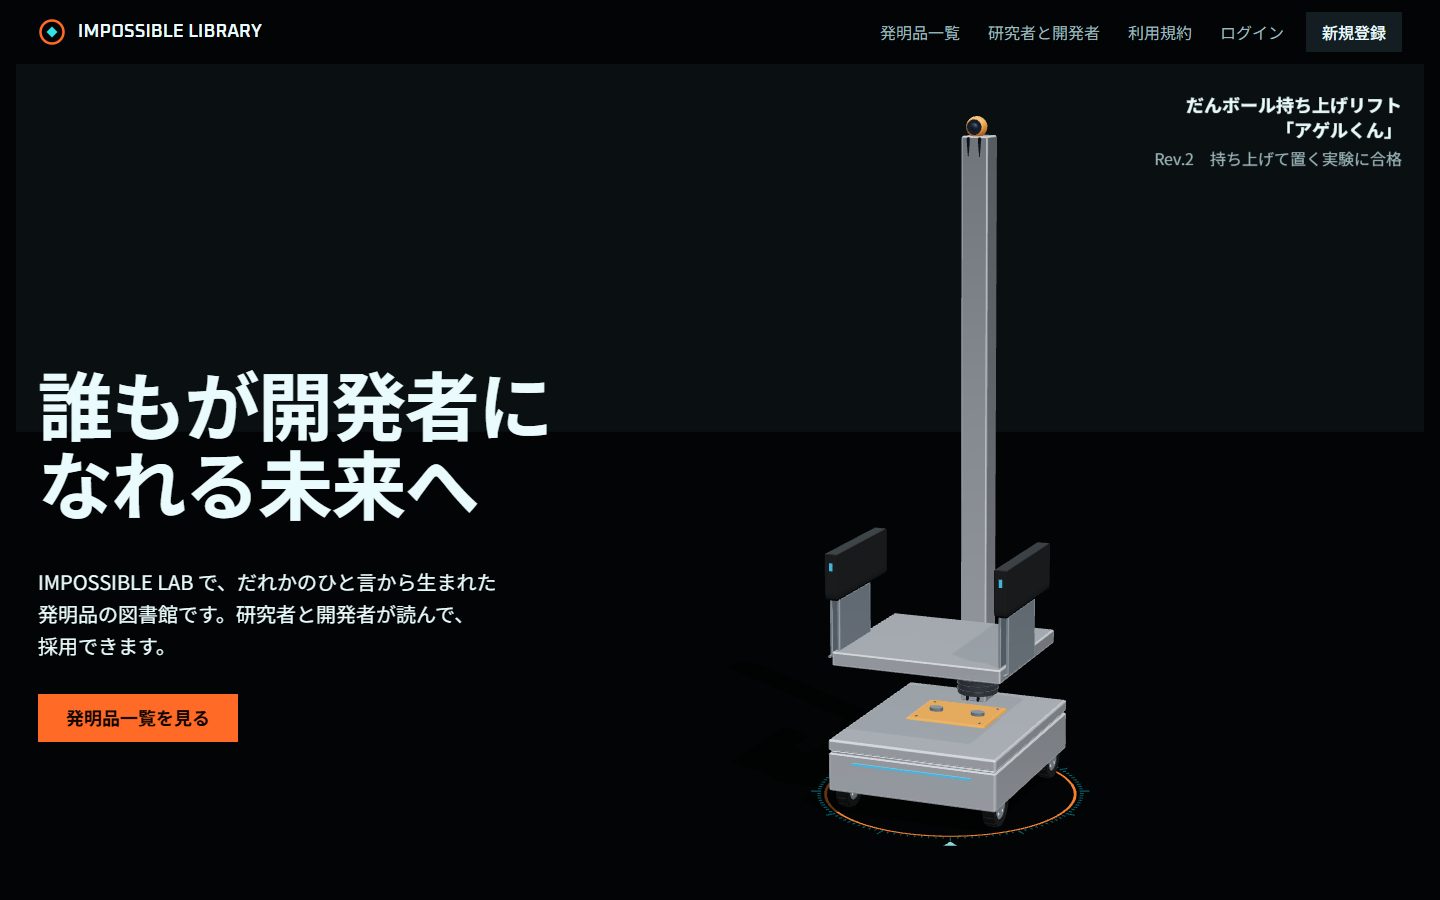 IMPOSSIBLE LIBRARY
発明品一覧
研究者と開発者
利用規約
ログイン
新規登録
だんボール持ち上げリフト
「アゲルくん」
Rev.2　持ち上げて置く実験に合格
誰もが開発者に
なれる未来へ
IMPOSSIBLE LAB で、だれかのひと言から生まれた
発明品の図書館です。研究者と開発者が読んで、
採用できます。
発明品一覧を見る